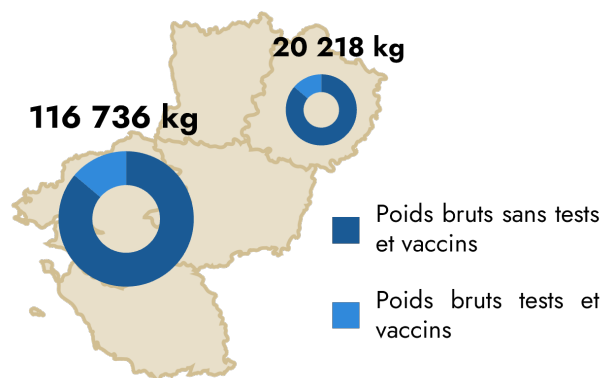 20 218 kg
116 736 kg
Poids bruts sans tests
et vaccins
Poids bruts tests et
vaccins